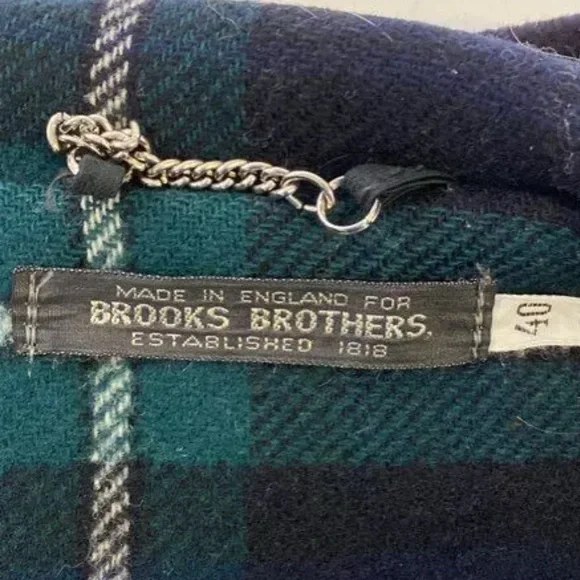 MADE IN ENGLAND FOR
BROOKS BROTHERS,
ESTABLISHED 1818
40